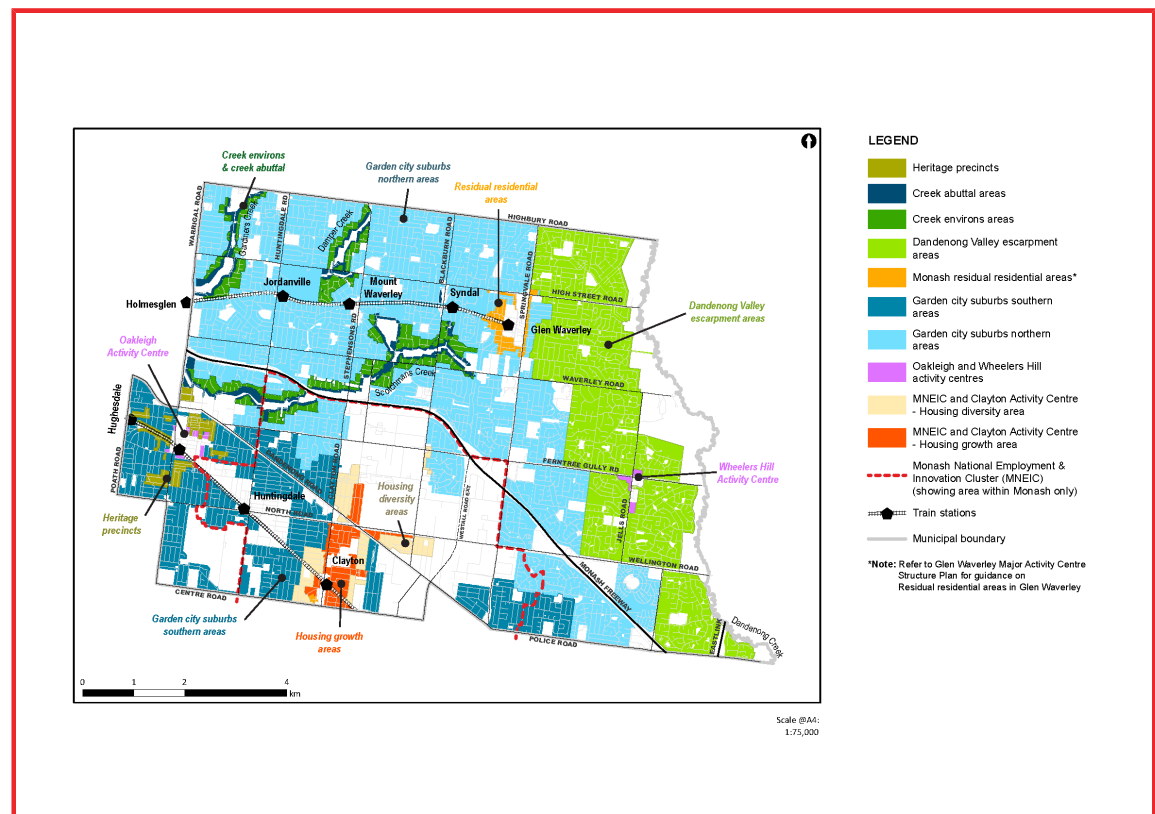 Creek environs
& creek abuttal
Garden city suburbs
northern areas
Residual residential
areas
WARRIGAL ROAD
Gardiners Creek
HUNTINGDALE RD
Damper Creek
BLACKBURN ROAD
HIGHBURY ROAD
SPRINGVALE ROAD
Holmesglen
Jordanville
Mount
Waverley
Syndal
HIGH STREET ROAD
Glen Waverley
Dandenong Valley
escarpment areas
STEPHENSONS RD
Oakleigh
Activity Centre
Scotchmans Creek
WAVERLEY ROAD
Hughesdale
POATH ROAD
FERNTREE GULLY RD
Wheelers Hill
Activity Centre
Housing
diversity
areas
WESTALL ROAD EXT
JELLS ROAD
Huntingdale
NORTH ROAD
Heritage
precincts
Clayton
WELLINGTON ROAD
MONASH FREEWAY
CENTRE ROAD
Garden city suburbs
southern areas
Housing growth
areas
POLICE ROAD
EASTLINK
Dandenong Creek
0 1 2 4
km
Scale @A4:
1:75,000
LEGEND
Heritage precincts
Creek abuttal areas
Creek environs areas
Dandenong Valley escarpment
areas
Monash residual residential areas*
Garden city suburbs southern
areas
Garden city suburbs northern
areas
Oakleigh and Wheelers Hill
activity centres
MNEIC and Clayton Activity Centre
- Housing diversity area
MNEIC and Clayton Activity Centre
- Housing growth area
Monash National Employment &
Innovation Cluster (MNEIC)
(showing area within Monash only)
Train stations
Municipal boundary
*Note: Refer to Glen Waverley Major Activity Centre
Structure Plan for guidance on
Residual residential areas in Glen Waverley